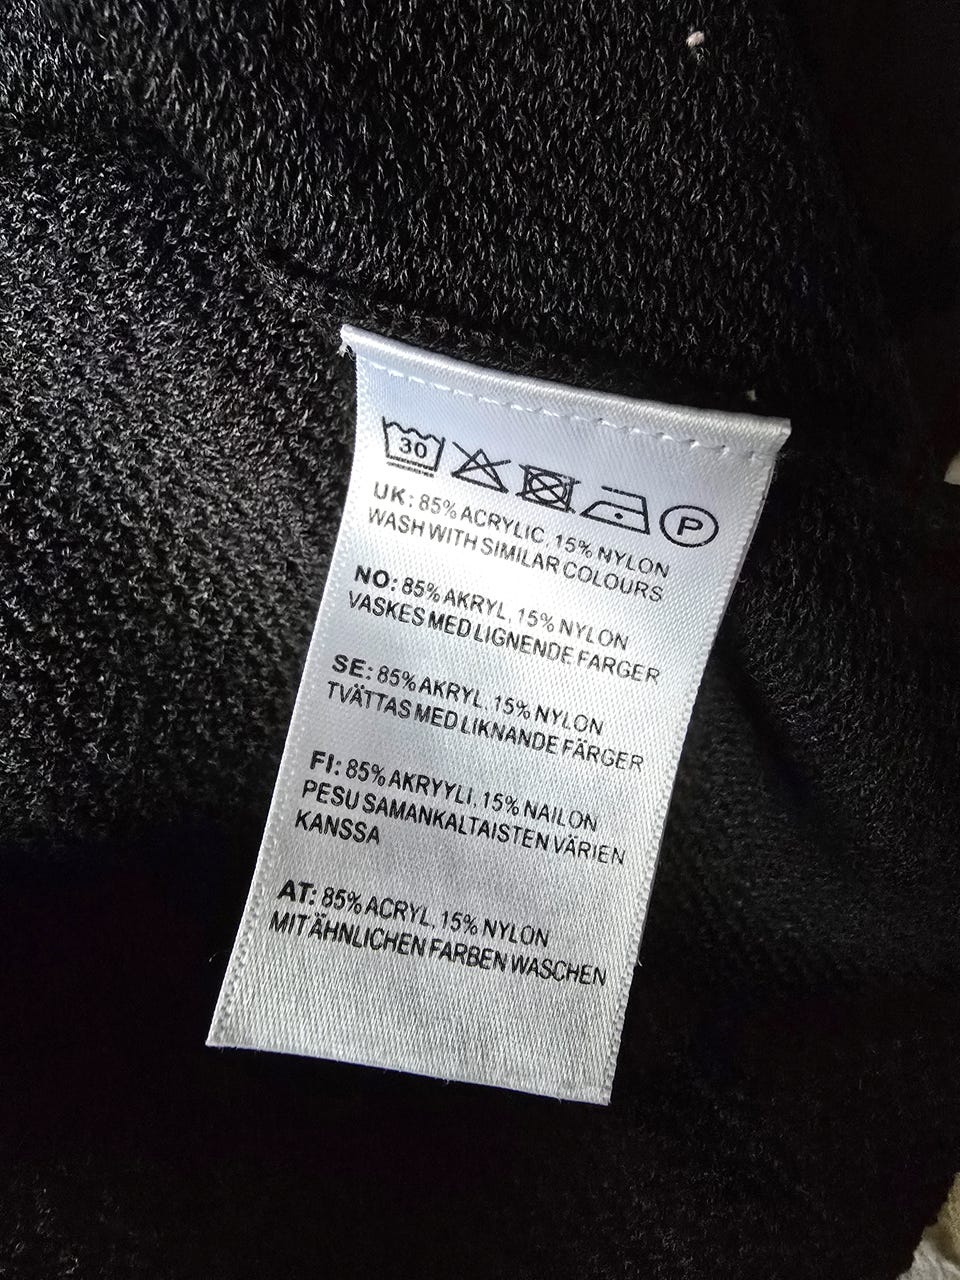 30 P
UK: 85% ACRYLIC, 15% NYLON
WASH WITH SIMILAR COLOURS
NO: 85% AKRYL, 15% NYLON
VASKES MED LIGNENDE FARGER
SE: 85% AKRYL, 15% NYLON
TVÄTTAS MED LIKNANDE FÄRGER
FI: 85% AKRYYLI, 15% NAILON
PESU SAMANKALTAISTEN VÄRIEN
KANSSA
AT: 85% ACRYL, 15% NYLON
MIT ÄHNLICHEN FARBEN WASCHEN